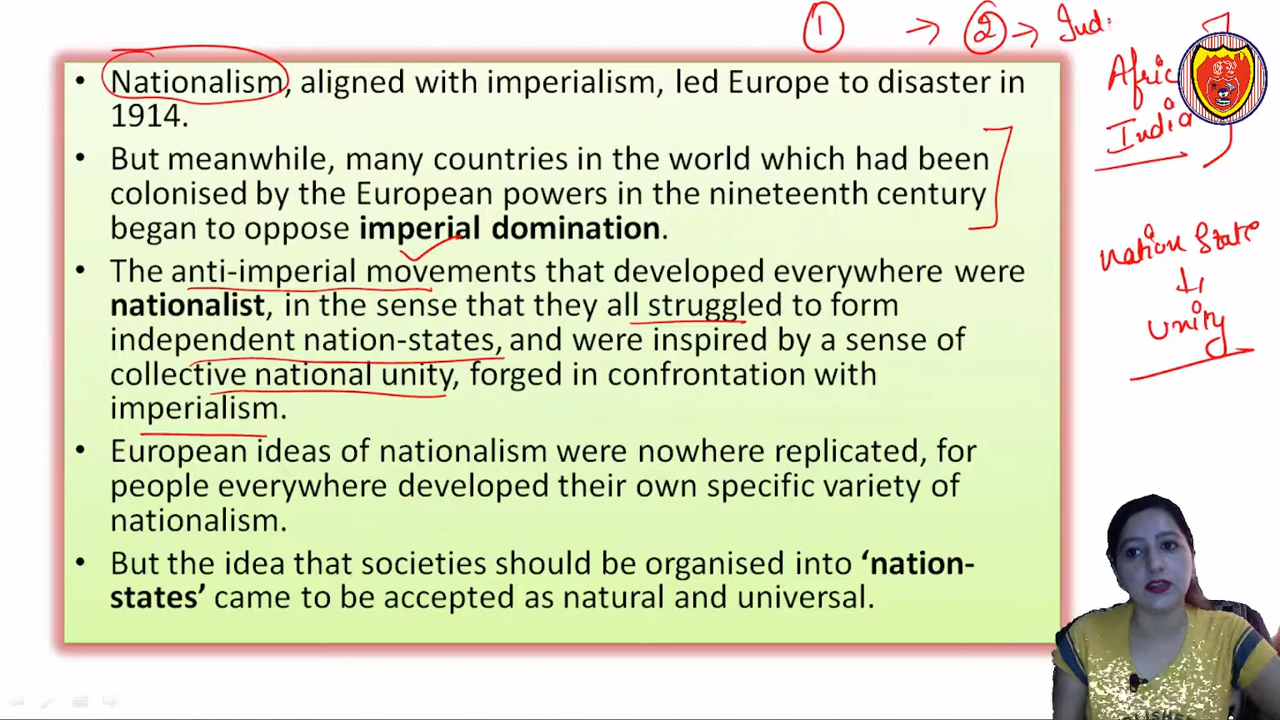 ① → ② → Indi
Africa
India
• Nationalism, aligned with imperialism, led Europe to disaster in
1914.
• But meanwhile, many countries in the world which had been
colonised by the European powers in the nineteenth century
began to oppose imperial domination.
nation State
↓
unity
• The anti-imperial movements that developed everywhere were
nationalist, in the sense that they all struggled to form
independent nation-states, and were inspired by a sense of
collective national unity, forged in confrontation with
imperialism.
• European ideas of nationalism were nowhere replicated, for
people everywhere developed their own specific variety of
nationalism.
• But the idea that societies should be organised into ‘nation-
states’ came to be accepted as natural and universal.